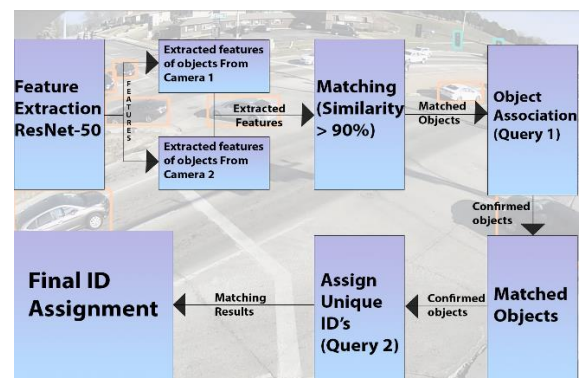 Feature
Extraction
ResNet-50
FEATURES
Extracted features
of objects From
Camera 1
Extracted features
of objects From
Camera 2
Extracted
Features
Matching
(Similarity
> 90%)
Matched
Objects
Object
Association
(Query 1)
Confirmed
objects
Matched
Objects
Confirmed
objects
Assign
Unique
ID's
(Query 2)
Matching
Results
Final ID
Assignment